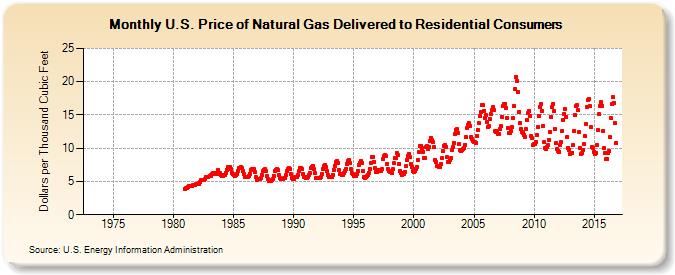 Monthly U.S. Price of Natural Gas Delivered to Residential Consumers
Dollars per Thousand Cubic Feet
25
20
15
10
5
0
1975 1980 1985 1990 1995 2000 2005 2010 2015
Source: U.S. Energy Information Administration